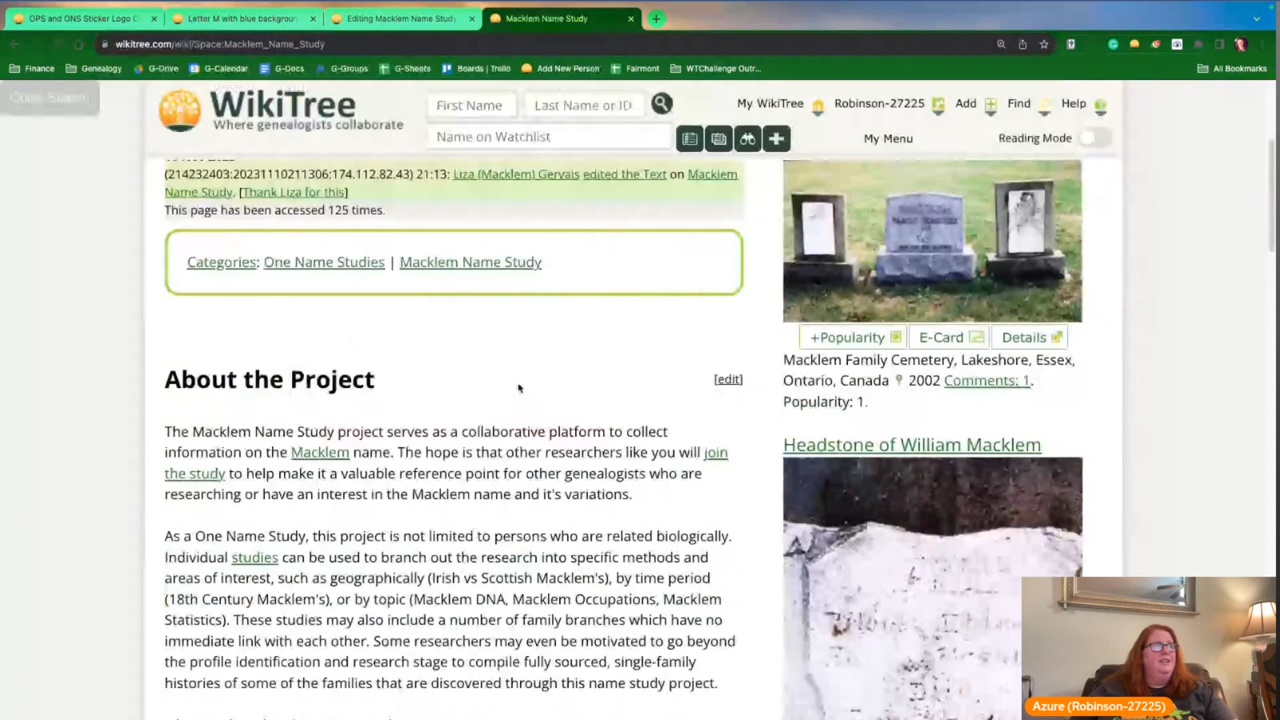 OPS and ONS Sticker Logo C
Letter M with blue backgroun
Editing Macklem Name Study
Macklem Name Study
wikitree.com/wiki/Space:Macklem_Name_Study
Finance
Genealogy
G-Drive
G-Calendar
G-Docs
G-Groups
G-Sheets
Boards | Trello
Add New Person
Fairmont
WTChallenge Outr...
All Bookmarks
WikiTree
Where genealogists collaborate
First Name
Last Name or ID
My WikiTree
Robinson-27225
Add
Find
Help
Name on Watchlist
My Menu
Reading Mode
(214232403:20231110211306:174.112.82.43) 21:13: Liza (Macklem) Gervais edited the Text on Macklem
Name Study. [Thank Liza for this]
This page has been accessed 125 times.
Categories: One Name Studies | Macklem Name Study
About the Project
[edit]
The Macklem Name Study project serves as a collaborative platform to collect
information on the Macklem name. The hope is that other researchers like you will join
the study to help make it a valuable reference point for other genealogists who are
researching or have an interest in the Macklem name and it's variations.
As a One Name Study, this project is not limited to persons who are related biologically.
Individual studies can be used to branch out the research into specific methods and
areas of interest, such as geographically (Irish vs Scottish Macklem's), by time period
(18th Century Macklem's), or by topic (Macklem DNA, Macklem Occupations, Macklem
Statistics). These studies may also include a number of family branches which have no
immediate link with each other. Some researchers may even be motivated to go beyond
the profile identification and research stage to compile fully sourced, single-family
histories of some of the families that are discovered through this name study project.
+Popularity
E-Card
Details
Macklem Family Cemetery, Lakeshore, Essex,
Ontario, Canada 2002 Comments: 1.
Popularity: 1.
Headstone of William Macklem
Azure (Robinson-27225)